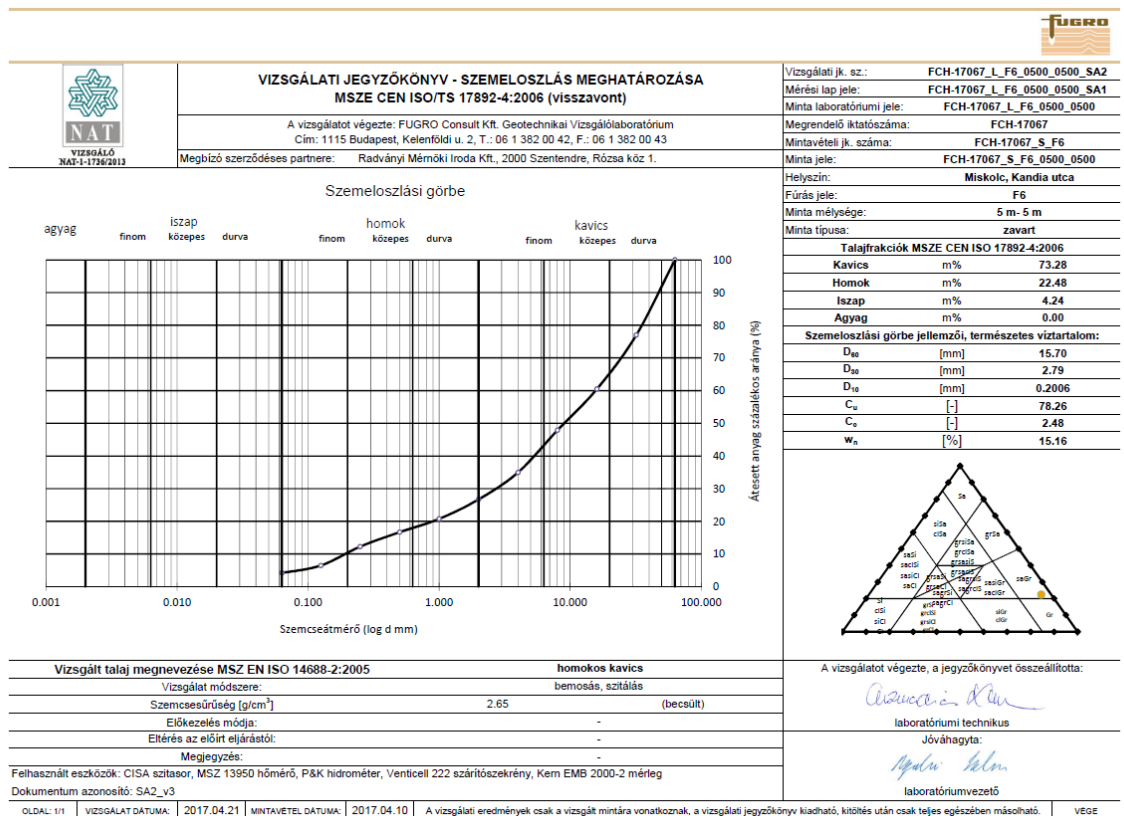 FUGRO
NAT
VIZSGÁLÓ
NAT-1-1736/2013
VIZSGÁLATI JEGYZŐKÖNYV - SZEMELOSZLÁS MEGHATÁROZÁSA
MSZE CEN ISO/TS 17892-4:2006 (visszavont)
A vizsgálatot végezte: FUGRO Consult Kft. Geotechnikai Vizsgálólaboratórium
Cím: 1115 Budapest, Kelenföldi u. 2, T.: 06 1 382 00 42, F.: 06 1 382 00 43
Megbízó szerződéses partnere: Radványi Mérnöki Iroda Kft., 2000 Szentendre, Rózsa köz 1.
Vizsgálati jk. sz.: FCH-17067_L_F6_0500_0500_SA2
Mérési lap jele: FCH-17067_L_F6_0500_0500_SA1
Minta laboratóriumi jele: FCH-17067_L_F6_0500_0500
Megrendelő iktatószáma: FCH-17067
Mintavételi jk. száma: FCH-17067_S_F6
Minta jele: FCH-17067_S_F6_0500_0500
Helyszín: Miskolc, Kandia utca
Fúrás jele: F6
Minta mélysége: 5 m- 5 m
Minta típusa: zavart
Talajfrakciók MSZE CEN ISO 17892-4:2006
Kavics m% 73.28
Homok m% 22.48
Iszap m% 4.24
Agyag m% 0.00
Szemeloszlási görbe jellemzői, természetes víztartalom:
D60 [mm] 15.70
D30 [mm] 2.79
D10 [mm] 0.2006
Cu [-] 78.26
Cc [-] 2.48
wn [%] 15.16
Szemeloszlási görbe
agyag iszap homok kavics
finom közepes durva finom közepes durva finom közepes durva
100
90
80
70
60
50
40
30
20
10
0
Átesett anyag százalékos aránya (%)
0.001 0.010 0.100 1.000 10.000 100.000
Szemcseátmérő (log d mm)
Sa
siSa
clSa
grSa
grsiSa
grclSa
saSi
saclSi
sasiCl
saCl
sasiGr
saclGr
saGr
Si
clSi
siCl
grclSi
grsiCl
siGr
clGr
Gr
Vizsgált talaj megnevezése MSZ EN ISO 14688-2:2005 homokos kavics
Vizsgálat módszere: bemosás, szitálás
Szemcsesűrűség [g/cm³] 2.65 (becsült)
Előkezelés módja: -
Eltérés az előírt eljárástól: -
Megjegyzés: -
Felhasznált eszközök: CISA szitasor, MSZ 13950 hőmérő, P&K hidrométer, Venticell 222 szárítószekrény, Kern EMB 2000-2 mérleg
Dokumentum azonosító: SA2_v3
A vizsgálatot végezte, a jegyzőkönyvet összeállította:
laboratóriumi technikus
Jóváhagyta:
laboratóriumvezető
OLDAL: 1/1 VIZSGÁLAT DÁTUMA: 2017.04.21 MINTAVÉTEL DÁTUMA: 2017.04.10 A vizsgálati eredmények csak a vizsgált mintára vonatkoznak, a vizsgálati jegyzőkönyv kiadható, kitöltés után csak teljes egészében másolható. VÉGE